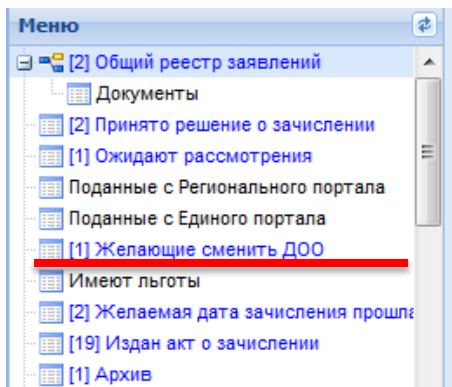 Меню
[2] Общий реестр заявлений
Документы
[2] Принято решение о зачислении
[1] Ожидают рассмотрения
Поданные с Регионального портала
Поданные с Единого портала
[1] Желающие сменить ДОО
Имеют льготы
[2] Желаемая дата зачисления прошла
[19] Издан акт о зачислении
[1] Архив